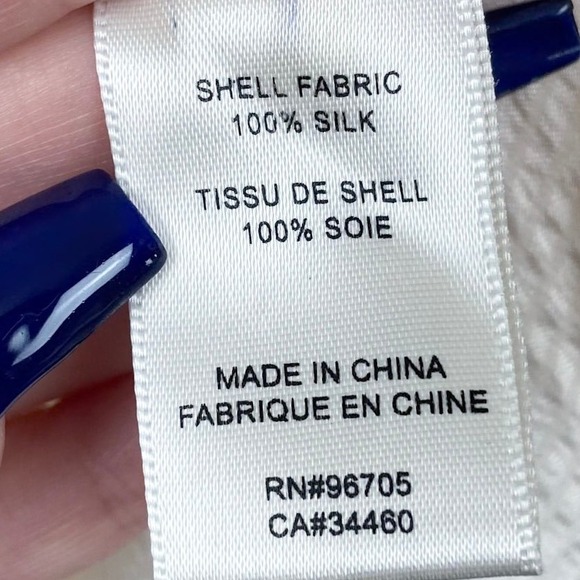 SHELL FABRIC
100% SILK
TISSU DE SHELL
100% SOIE
MADE IN CHINA
FABRIQUE EN CHINE
RN#96705
CA#34460